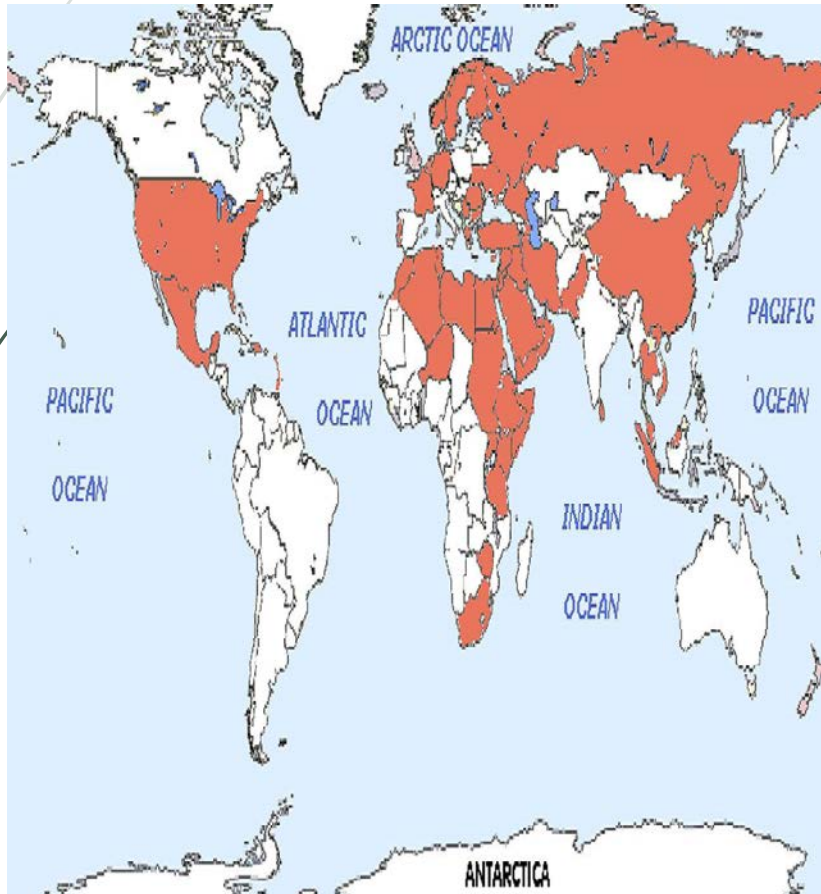 ARCTIC OCEAN
ATLANTIC
OCEAN
PACIFIC
OCEAN
PACIFIC
OCEAN
INDIAN
OCEAN
ANTARCTICA